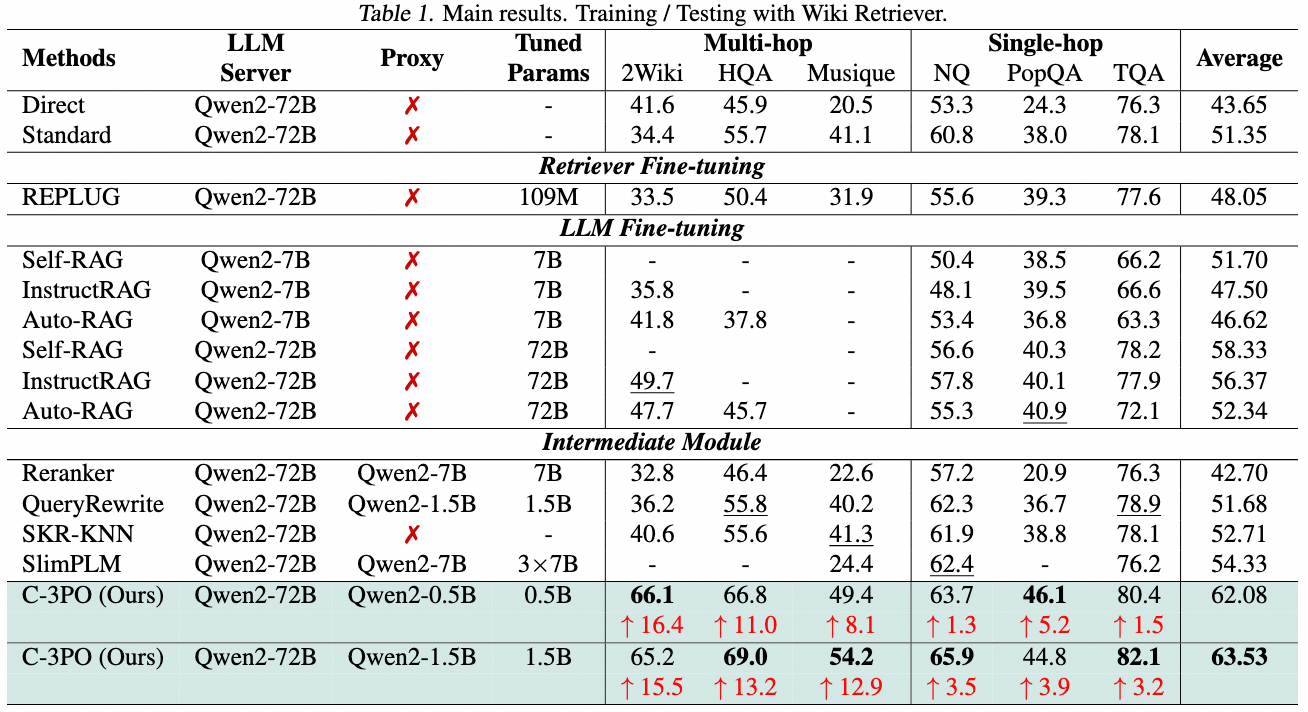 Table 1. Main results. Training / Testing with Wiki Retriever.
Methods LLM Server Proxy Tuned Params Multi-hop Single-hop Average
2Wiki HQA Musique NQ PopQA TQA
Direct Qwen2-72B ✗ - 41.6 45.9 20.5 53.3 24.3 76.3 43.65
Standard Qwen2-72B ✗ - 34.4 55.7 41.1 60.8 38.0 78.1 51.35
Retriever Fine-tuning
REPLUG Qwen2-72B ✗ 109M 33.5 50.4 31.9 55.6 39.3 77.6 48.05
LLM Fine-tuning
Self-RAG Qwen2-7B ✗ 7B - - - 50.4 38.5 66.2 51.70
InstructRAG Qwen2-7B ✗ 7B 35.8 - - 48.1 39.5 66.6 47.50
Auto-RAG Qwen2-7B ✗ 7B 41.8 37.8 - 53.4 36.8 63.3 46.62
Self-RAG Qwen2-72B ✗ 72B - - 56.6 40.3 78.2 58.33
InstructRAG Qwen2-72B ✗ 72B 49.7 - - 57.8 40.1 77.9 56.37
Auto-RAG Qwen2-72B ✗ 72B 47.7 45.7 - 55.3 40.9 72.1 52.34
Intermediate Module
Reranker Qwen2-72B Qwen2-7B 7B 32.8 46.4 22.6 57.2 20.9 76.3 42.70
QueryRewrite Qwen2-72B Qwen2-1.5B 1.5B 36.2 55.8 40.2 62.3 36.7 78.9 51.68
SKR-KNN Qwen2-72B ✗ - 40.6 55.6 41.3 61.9 38.8 78.1 52.71
SlimPLM Qwen2-72B Qwen2-7B 3×7B - - 24.4 62.4 - 76.2 54.33
C-3PO (Ours) Qwen2-72B Qwen2-0.5B 0.5B 66.1 66.8 49.4 63.7 46.1 80.4 62.08
↑ 16.4 ↑ 11.0 ↑ 8.1 ↑ 1.3 ↑ 5.2 ↑ 1.5
C-3PO (Ours) Qwen2-72B Qwen2-1.5B 1.5B 65.2 69.0 54.2 65.9 44.8 82.1 63.53
↑ 15.5 ↑ 13.2 ↑ 12.9 ↑ 3.5 ↑ 3.9 ↑ 3.2